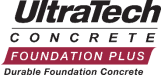 UltraTech
CONCRETE
FOUNDATION PLUS
Durable Foundation Concrete